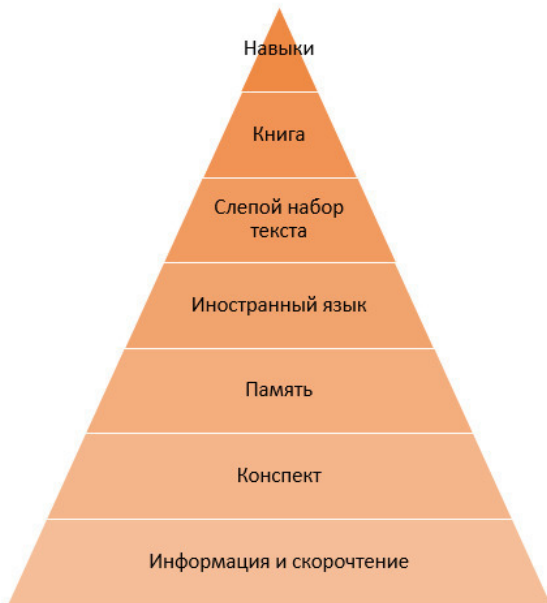 Навыки
Книга
Слепой набор
текста
Иностранный язык
Память
Конспект
Информация и скорочтение